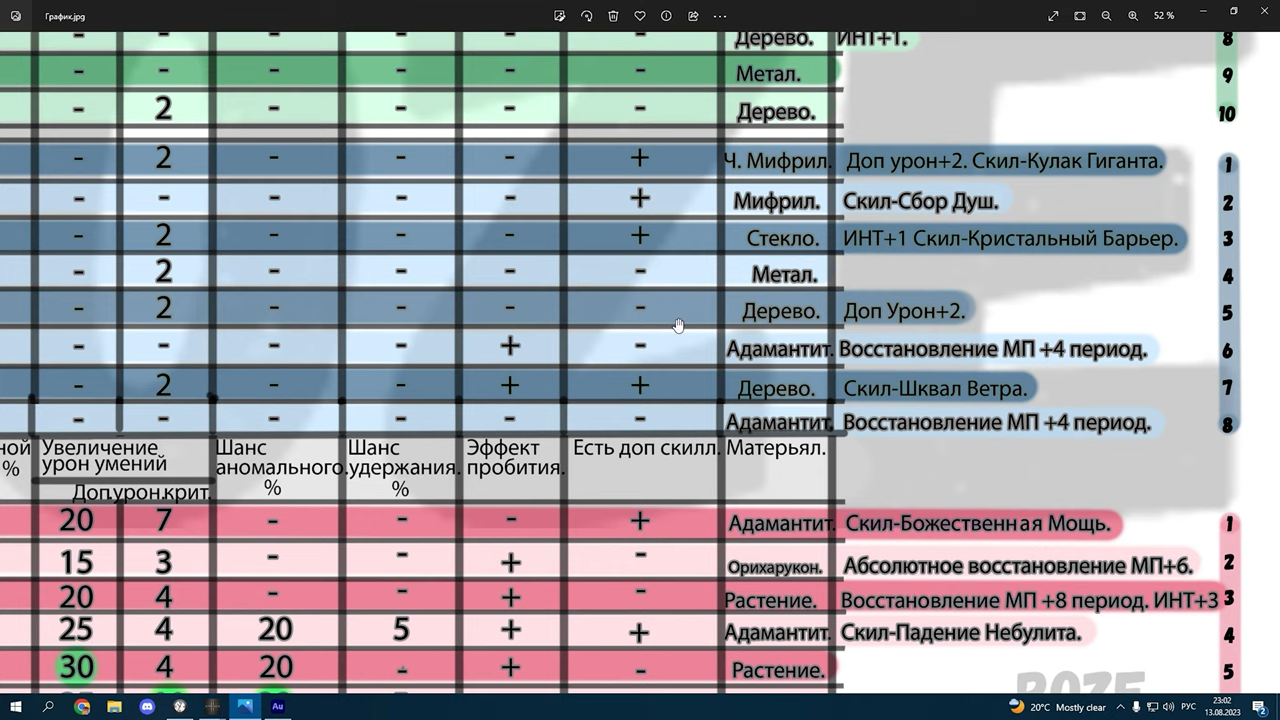 График.jpg
52 %
- - - - - - Дерево. ИНТ+1. 8
- - - - - - Метал. 9
- 2 - - - - Дерево. 10
- 2 - - - + Ч. Мифрил. Доп урон+2. Скил-Кулак Гиганта. 1
- - - - - + Мифрил. Скил-Сбор Душ. 2
- 2 - - - + Стекло. ИНТ+1 Скил-Кристальный Барьер. 3
- 2 - - - - Метал. 4
- 2 - - - - Дерево. Доп Урон+2. 5
- - - - + - Адамантит. Восстановление МП +4 период. 6
- 2 - - + + Дерево. Скил-Шквал Ветра. 7
- - - - - - Адамантит. Восстановление МП +4 период. 8
ной Увеличение Шанс Шанс Эффект Есть доп скилл. Матерьял.
% урон умений аномального. удержания. пробития.
Доп.урон.крит. % %
20 7 - - - + Адамантит. Скил-Божественная Мощь. 1
15 3 - - + - Орихарукон. Абсолютное восстановление МП+6. 2
20 4 - - + - Растение. Восстановление МП +8 период. ИНТ+3 3
25 4 20 5 + + Адамантит. Скил-Падение Небулита. 4
30 4 20 - + - Растение. 5
ROZE
20°C Mostly clear
РУС
23:02
13.08.2023
2